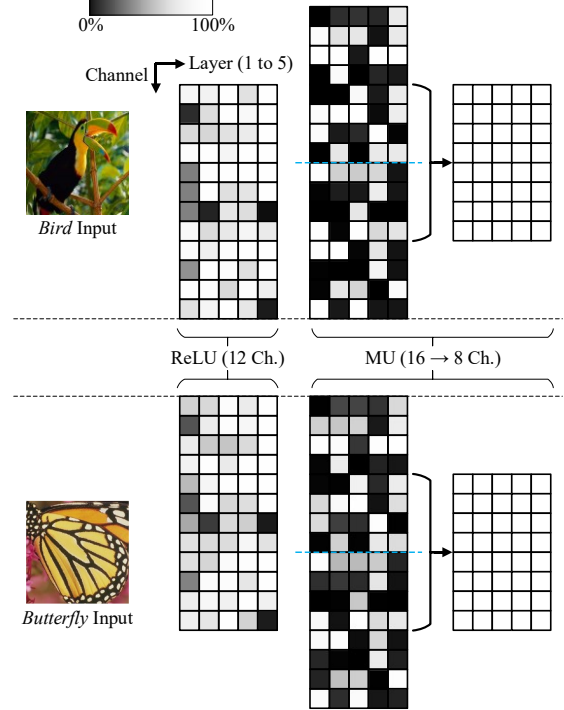 0% 100%
Channel Layer (1 to 5)
Bird Input
ReLU (12 Ch.) MU (16 → 8 Ch.)
Butterfly Input